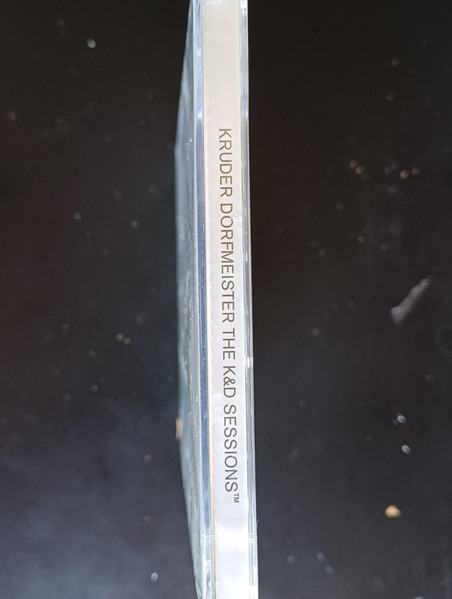 KRUDER DORFMEISTER THE K&D SESSIONS™